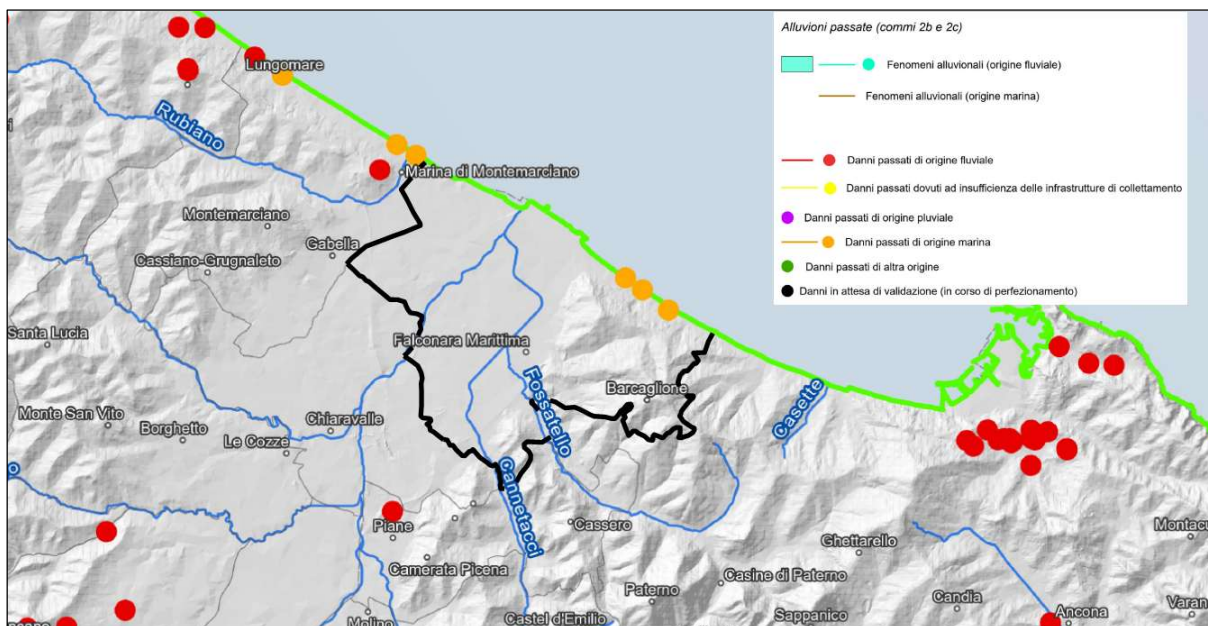 Alluvioni passate (commi 2b e 2c)
Fenomeni alluvionali (origine fluviale)
Fenomeni alluvionali (origine marina)
Danni passati di origine fluviale
Danni passati dovuti ad insufficienza delle infrastrutture di collettamento
Danni passati di origine pluviale
Danni passati di origine marina
Danni passati di altra origine
Danni in attesa di validazione (in corso di perfezionamento)
Lungomare
Rubiano
Marina di Montemarciano
Montemarciano
Gabella
Cassiano-Grugnaleto
Santa Lucia
Falconara Marittima
Fossatello
Barcaglione
Casette
Monte San Vito
Borghetto
Chiaravalle
Le Cozze
Cannetacci
Piane
Cassero
Camerata Picena
Ghettarello
Montacu
Paterno
Casine di Paterno
Candia
Ancona
Varan
Molino
Castel d'Emilio
Sappanico